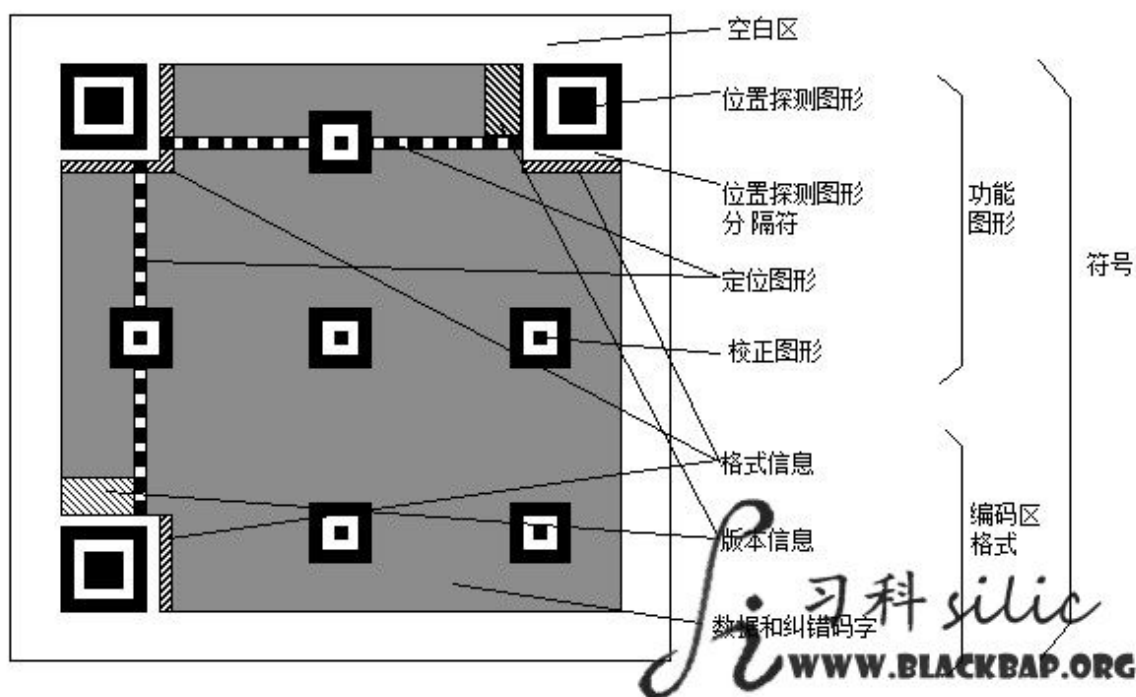 空白区
位置探测图形
位置探测图形
分 隔符
功能
图形
定位图形
符号
校正图形
格式信息
编码区
格式
版本信息
数据和纠错码字
习科 silic
WWW.BLACKBAP.ORG